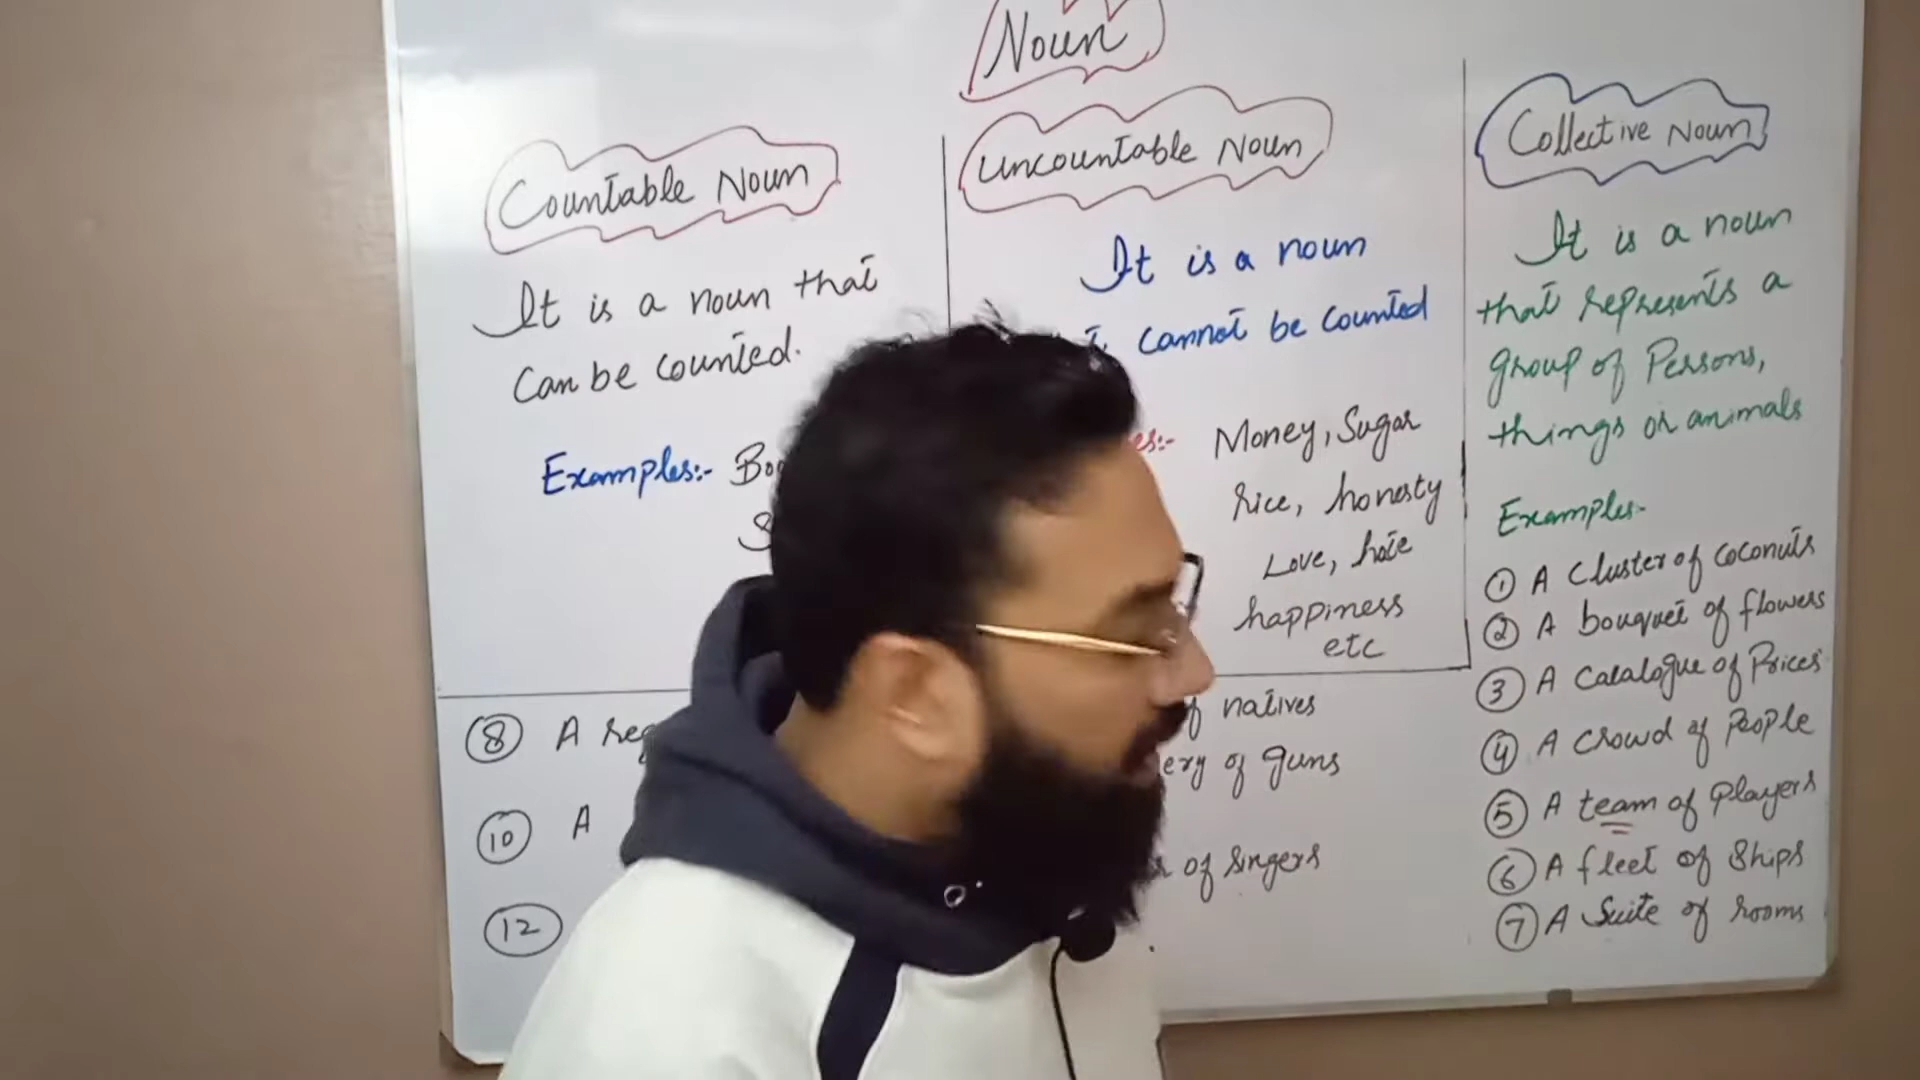 Noun
Countable Noun
It is a noun that
can be counted.
Examples:-
Uncountable Noun
It is a noun
cannot be counted
Money, Sugar
rice, honesty
Love, hate
happiness
etc
Collective Noun
It is a noun
that represents a
group of Persons,
things or animals
Examples-
① A Cluster of coconuts
② A bouquet of flowers
③ A Catalogue of Prices
④ A crowd of People
⑤ A team of Players
⑥ A fleet of Ships
⑦ A Suite of rooms
⑧ A
natives
of guns
⑩ A
of singers
⑫